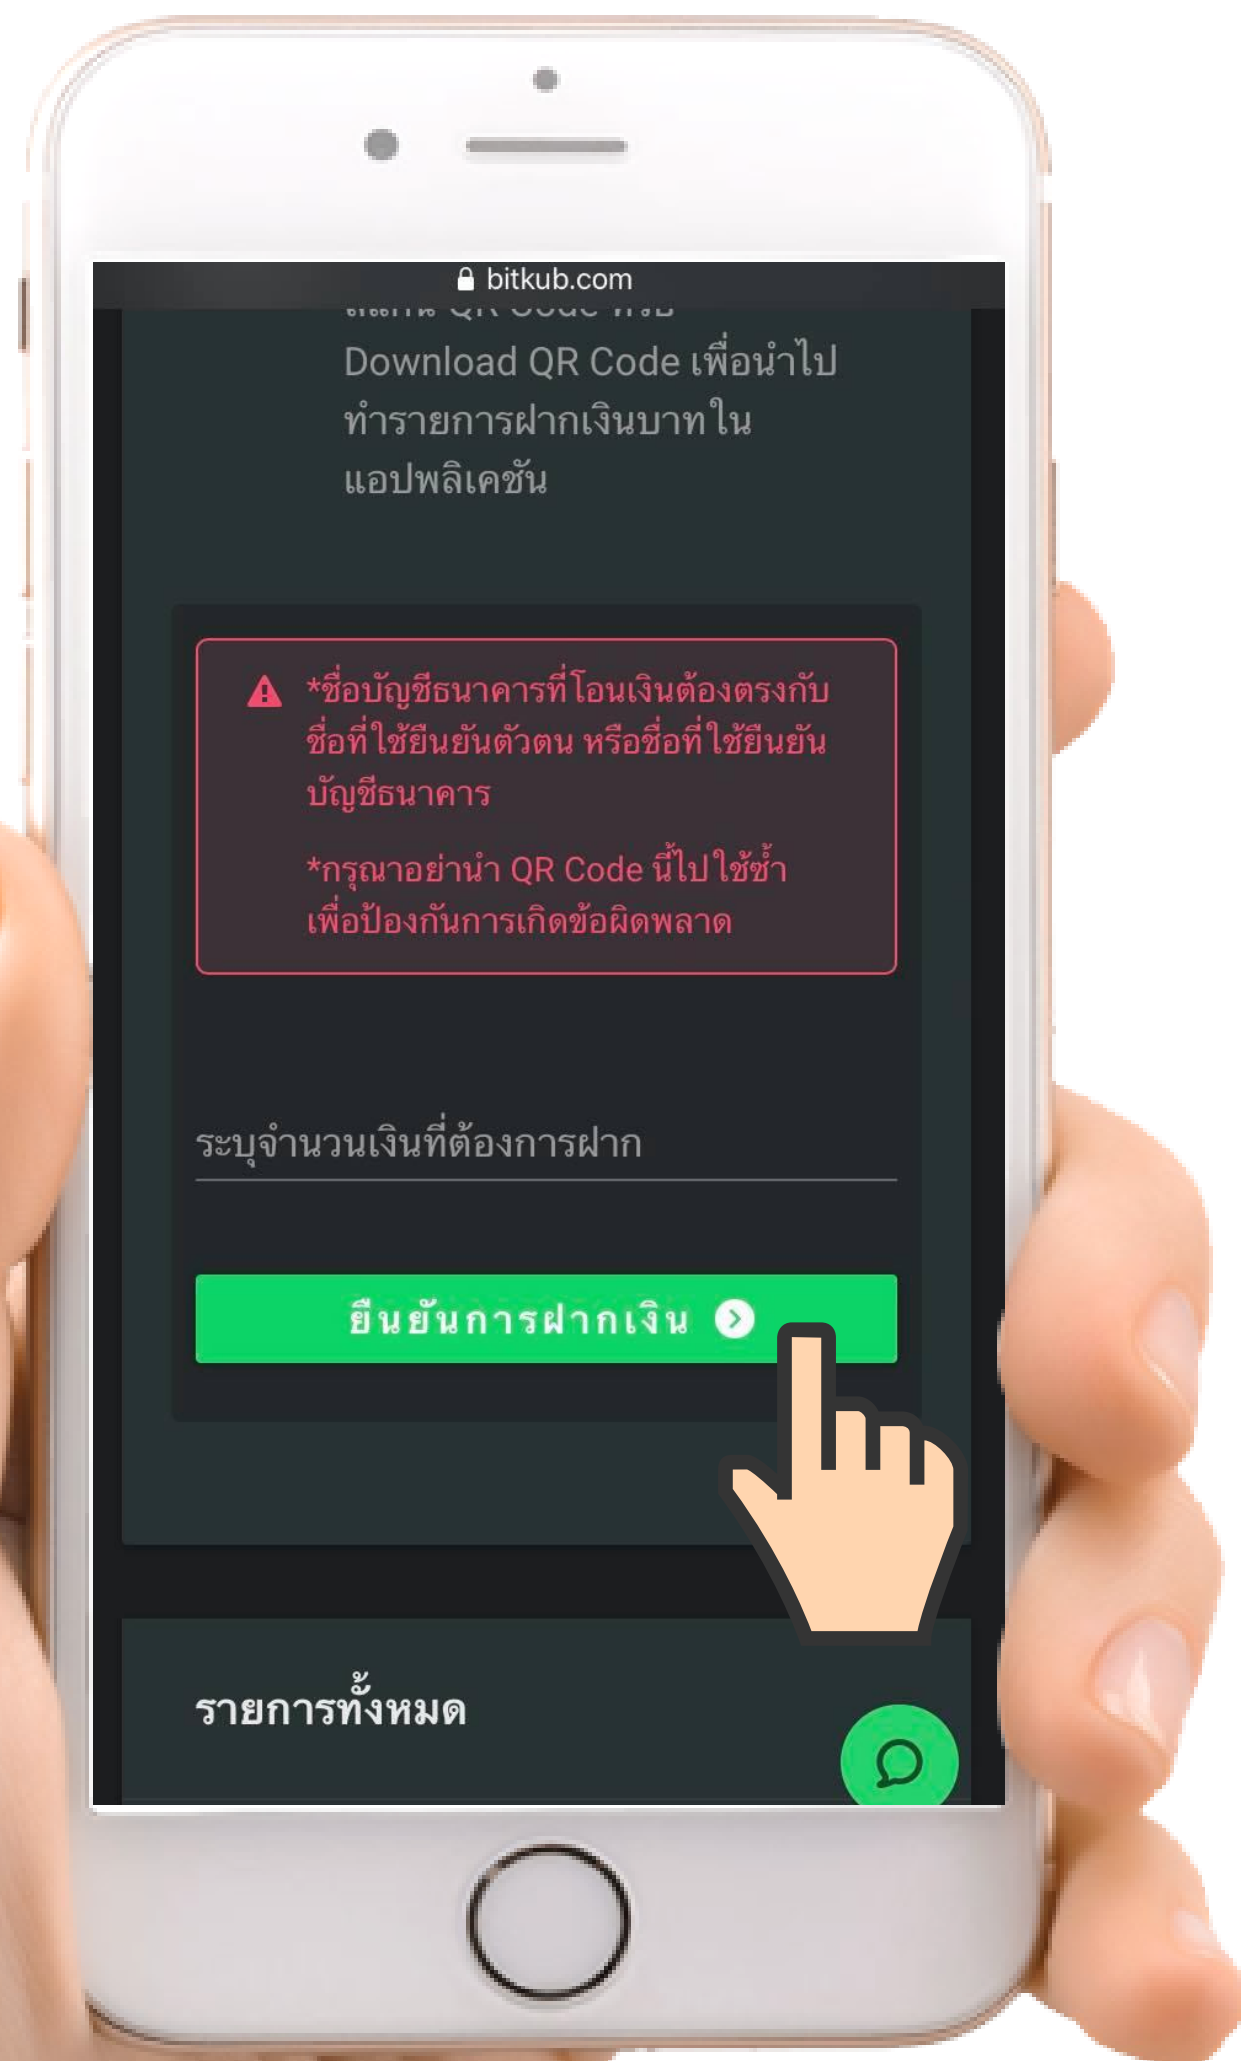 bitkub.com
Download QR Code เพื่อนำไป
ทำรายการฝากเงินบาทใน
แอปพลิเคชัน
*ชื่อบัญชีธนาคารที่โอนเงินต้องตรงกับ
ชื่อที่ใช้ยืนยันตัวตน หรือชื่อที่ใช้ยืนยัน
บัญชีธนาคาร
*กรุณาอย่านำ QR Code นี้ไปใช้ซ้ำ
เพื่อป้องกันการเกิดข้อผิดพลาด
ระบุจำนวนเงินที่ต้องการฝาก
ยืนยันการฝากเงิน
รายการทั้งหมด